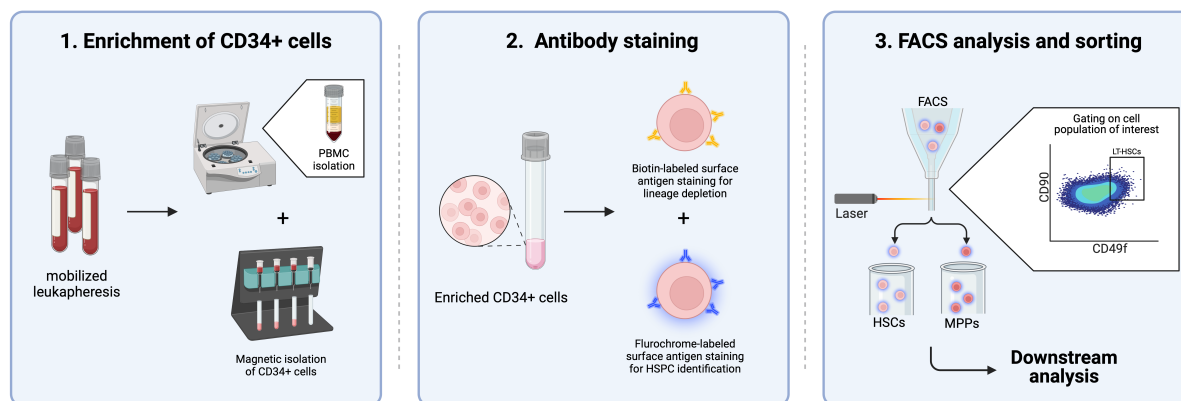 1. Enrichment of CD34+ cells
PBMC
isolation
+
mobilized
leukapheresis
Magnetic isolation
of CD34+ cells
2. Antibody staining
Biotin-labeled surface
antigen staining for
lineage depletion
+
Enriched CD34+ cells
Flurochrome-labeled
surface antigen staining
for HSPC identification
3. FACS analysis and sorting
FACS
Gating on cell
population of interest
LT-HSCs
CD90
CD49f
Laser
HSCs
MPPs
Downstream
analysis